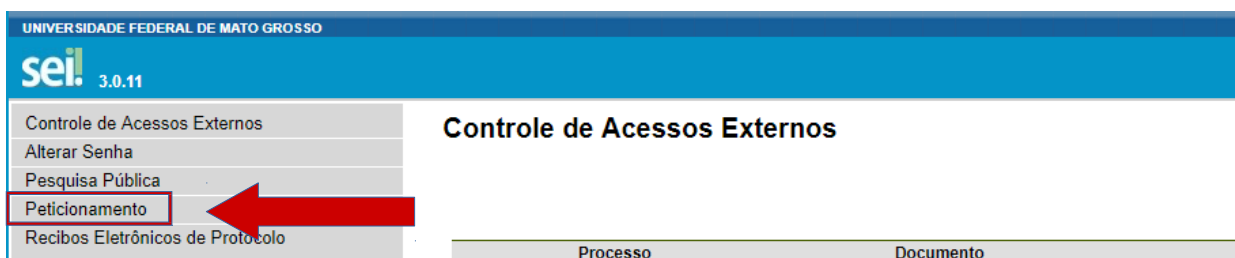 UNIVERSIDADE FEDERAL DE MATO GROSSO
sei! 3.0.11
Controle de Acessos Externos
Alterar Senha
Pesquisa Pública
Peticionamento
Recibos Eletrônicos de Protocolo
Controle de Acessos Externos
Processo Documento